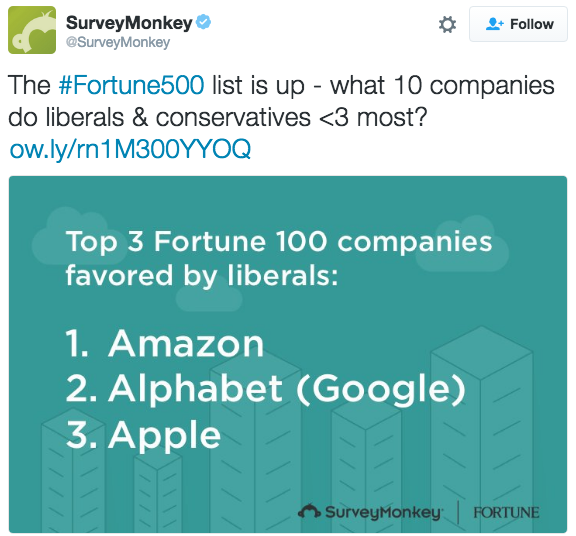 SurveyMonkey
@SurveyMonkey
Follow
The #Fortune500 list is up - what 10 companies
do liberals & conservatives <3 most?
ow.ly/rn1M300YYOQ
Top 3 Fortune 100 companies
favored by liberals:
1. Amazon
2. Alphabet (Google)
3. Apple
SurveyMonkey | FORTUNE